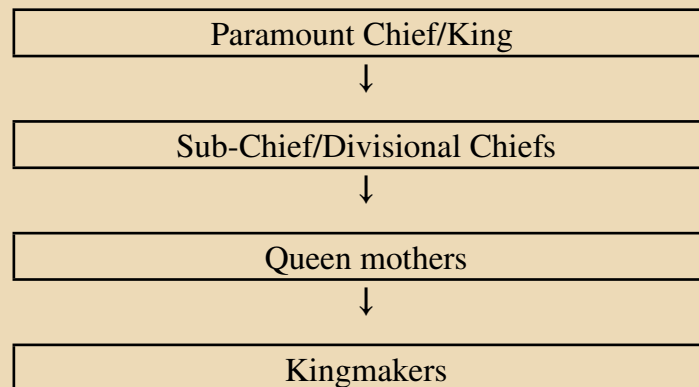 Paramount Chief/King
↓
Sub-Chief/Divisional Chiefs
↓
Queen mothers
↓
Kingmakers